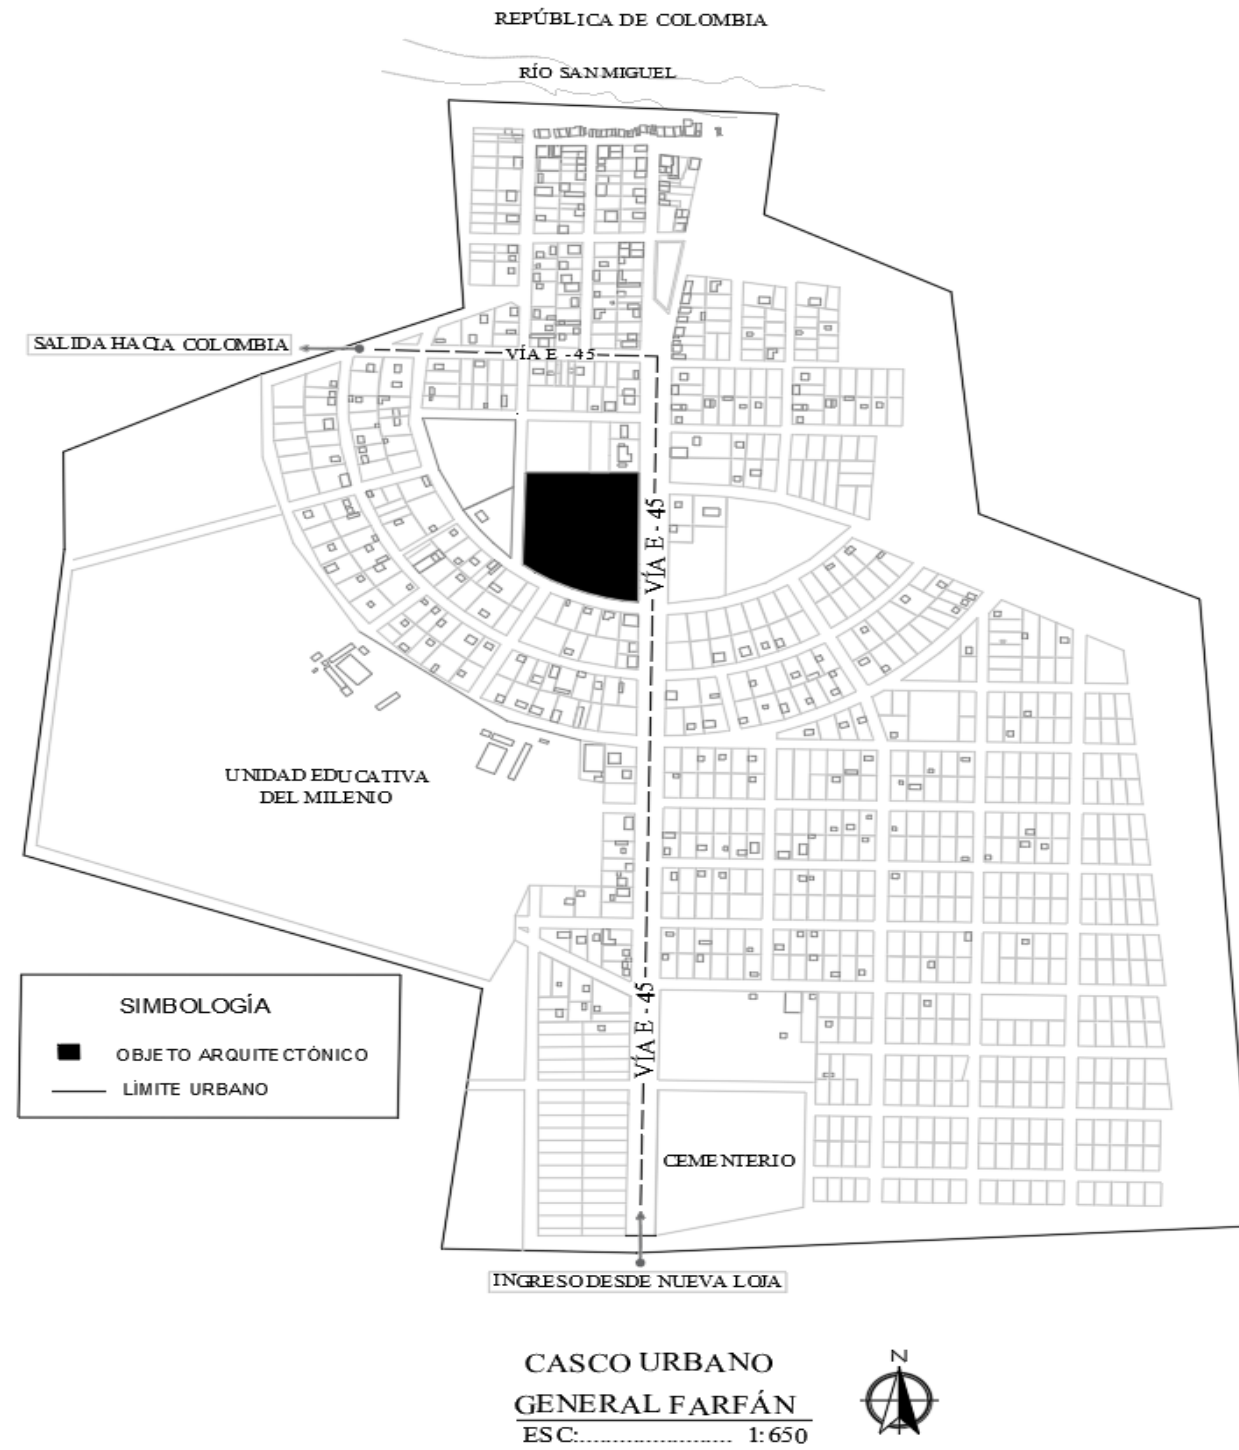 REPÚBLICA DE COLOMBIA
RÍO SAN MIGUEL
SALIDA HACIA COLOMBIA
VÍA E - 45
VÍA E - 45
UNIDAD EDUCATIVA
DEL MILENIO
SIMBOLOGÍA
OBJETO ARQUITECTÓNICO
LÍMITE URBANO
VÍA E - 45
CEMENTERIO
INGRESO DESDE NUEVA LOJA
CASCO URBANO
GENERAL FARFÁN
ESC:........................ 1:650
N